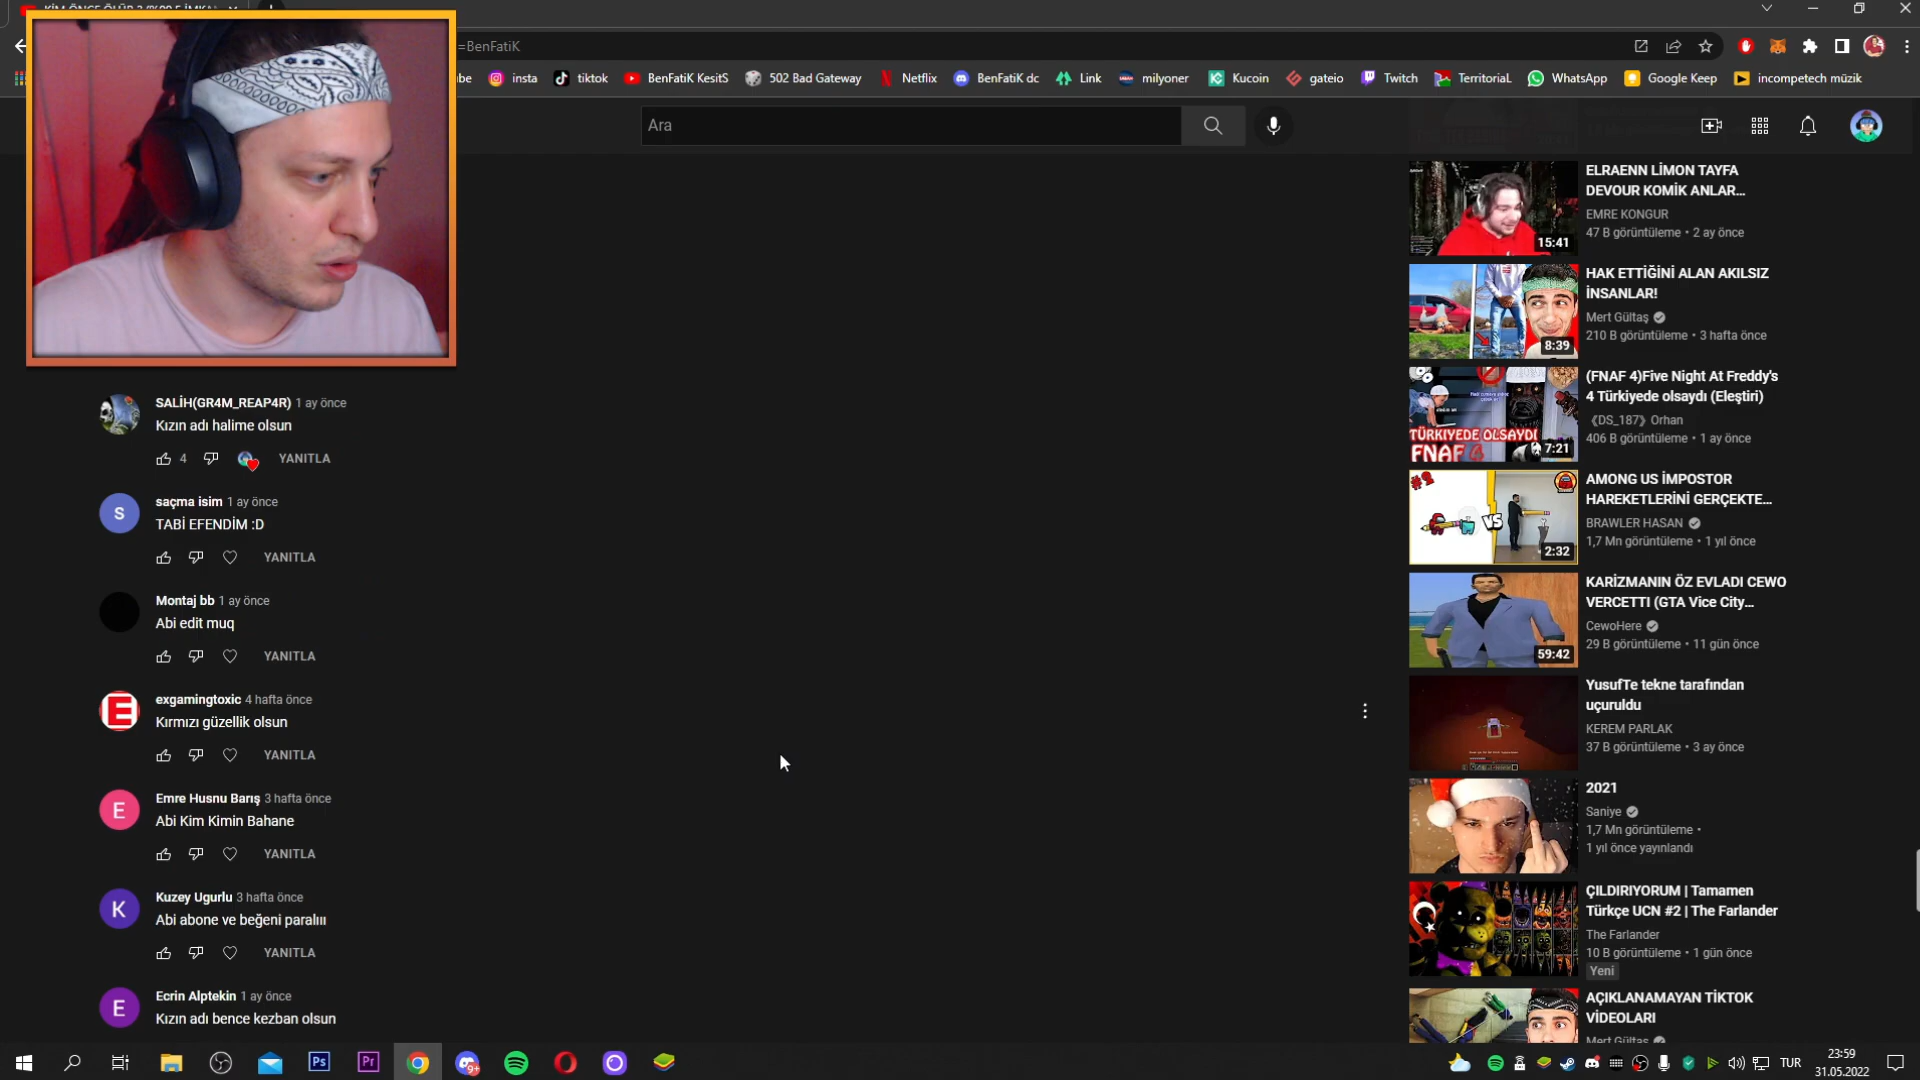 =BenFatiK
be
insta
tiktok
BenFatiK KesitS
502 Bad Gateway
Netflix
BenFatiK dc
Link
milyoner
Kucoin
gateio
Twitch
Territorial.
WhatsApp
Google Keep
incompetech müzik
Ara
SALİH(GR4M_REAP4R) 1 ay önce
Kızın adı halime olsun
4
YANITLA
S
saçma isim 1 ay önce
TABİ EFENDİM :D
YANITLA
Montaj bb 1 ay önce
Abi edit muq
YANITLA
E
exgamingtoxic 4 hafta önce
Kırmızı güzellik olsun
YANITLA
E
Emre Husnu Barış 3 hafta önce
Abi Kim Kimin Bahane
YANITLA
K
Kuzey Ugurlu 3 hafta önce
Abi abone ve beğeni paralııı
YANITLA
E
Ecrin Alptekin 1 ay önce
Kızın adı bence kezban olsun
15:41
ELRAENN LİMON TAYFA
DEVOUR KOMİK ANLAR...
EMRE KONGUR
47 B görüntüleme • 2 ay önce
8:39
HAK ETTİĞİNİ ALAN AKILSIZ
İNSANLAR!
Mert Gültaş
210 B görüntüleme • 3 hafta önce
TÜRKİYEDE OLSAYDI
FNAF 4
7:21
(FNAF 4)Five Night At Freddy's
4 Türkiyede olsaydı (Eleştiri)
《DS_187》Orhan
406 B görüntüleme • 1 ay önce
#2
VS
2:32
AMONG US İMPOSTOR
HAREKETLERİNİ GERÇEKTE...
BRAWLER HASAN
1,7 Mn görüntüleme • 1 yıl önce
59:42
KARİZMANIN ÖZ EVLADI CEWO
VERCETTI (GTA Vice City...
CewoHere
29 B görüntüleme • 11 gün önce
YusufTe tekne tarafından
uçuruldu
KEREM PARLAK
37 B görüntüleme • 3 ay önce
2021
Saniye
1,7 Mn görüntüleme •
1 yıl önce yayınlandı
ÇILDIRIYORUM | Tamamen
Türkçe UCN #2 | The Farlander
The Farlander
10 B görüntüleme • 1 gün önce
Yeni
AÇIKLANAMAYAN TİKTOK
VİDEOLARI
Mert Gültaş
Ps
Pr
9+
TUR
23:59
31.05.2022